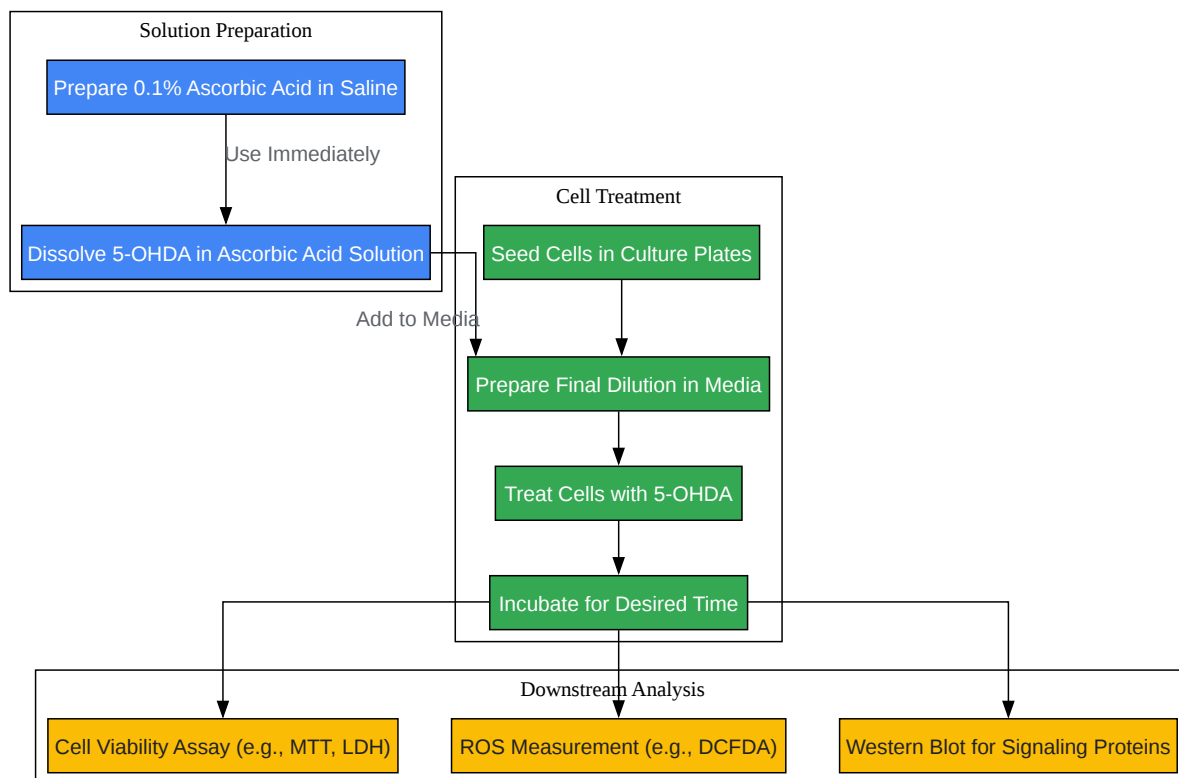 Solution Preparation
Prepare 0.1% Ascorbic Acid in Saline
Use Immediately
Dissolve 5-OHDA in Ascorbic Acid Solution
Add to Media
Cell Treatment
Seed Cells in Culture Plates
Prepare Final Dilution in Media
Treat Cells with 5-OHDA
Incubate for Desired Time
Downstream Analysis
Cell Viability Assay (e.g., MTT, LDH)
ROS Measurement (e.g., DCFDA)
Western Blot for Signaling Proteins